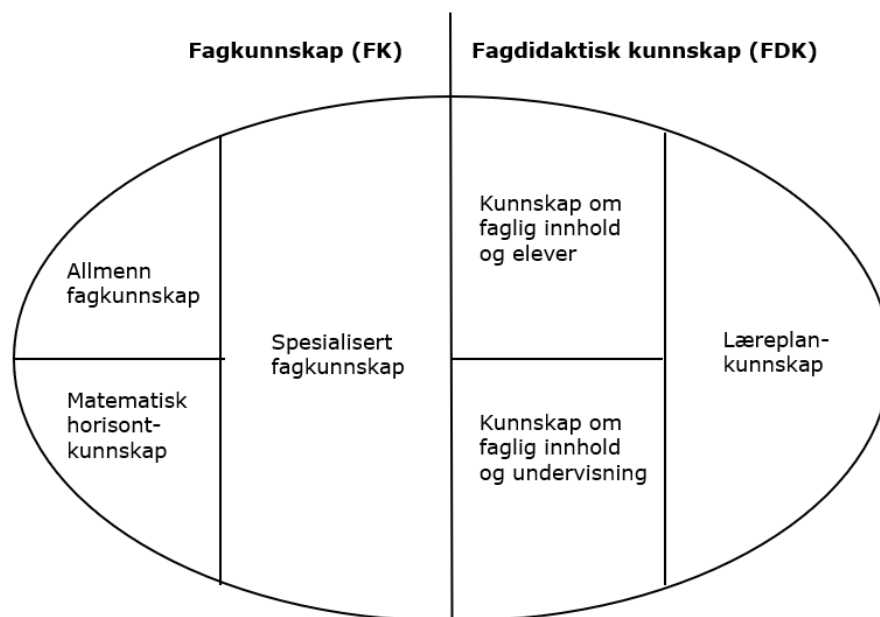 Fagkunnskap (FK)
Fagdidaktisk kunnskap (FDK)
Allmenn
fagkunnskap
Matematisk
horisont-
kunnskap
Spesialisert
fagkunnskap
Kunnskap om
faglig innhold
og elever
Kunnskap om
faglig innhold
og undervisning
Læreplan-
kunnskap